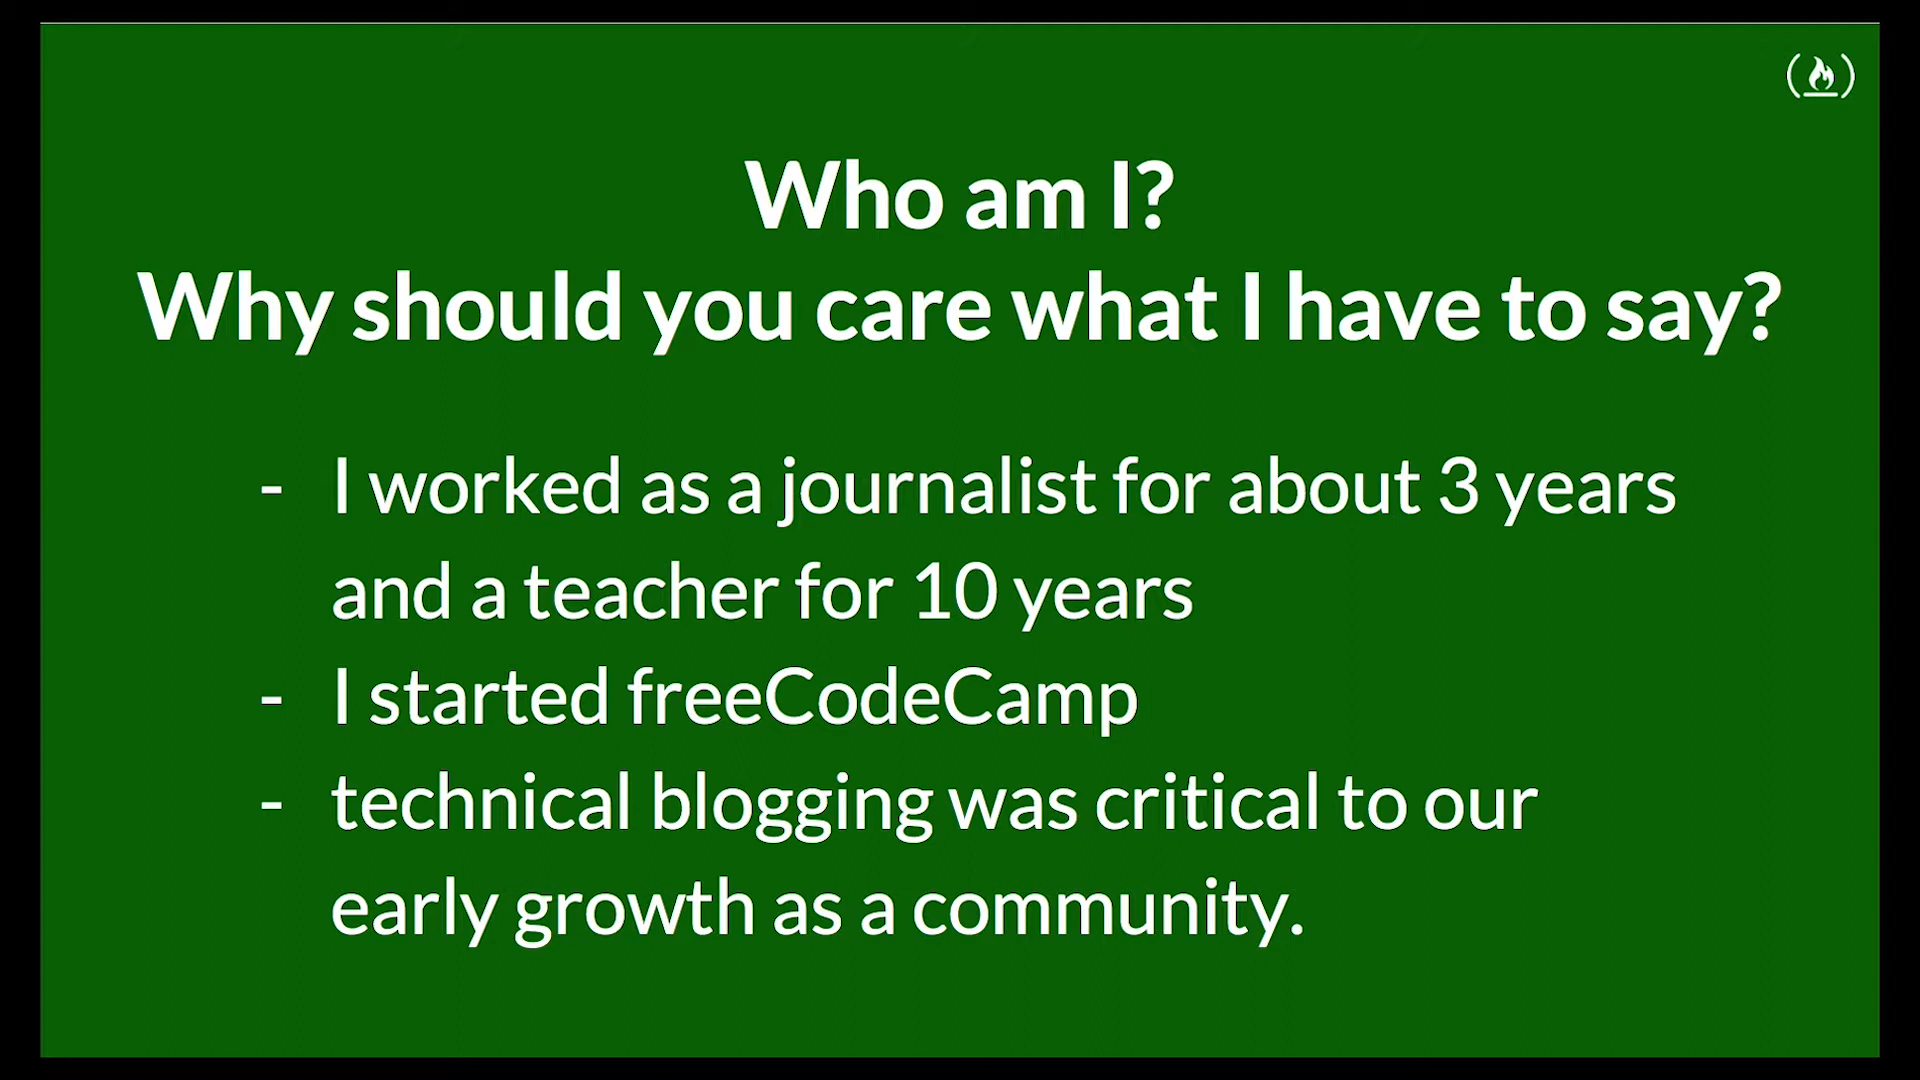 Who am I?
Why should you care what I have to say?
- I worked as a journalist for about 3 years
and a teacher for 10 years
- I started freeCodeCamp
- technical blogging was critical to our
early growth as a community.